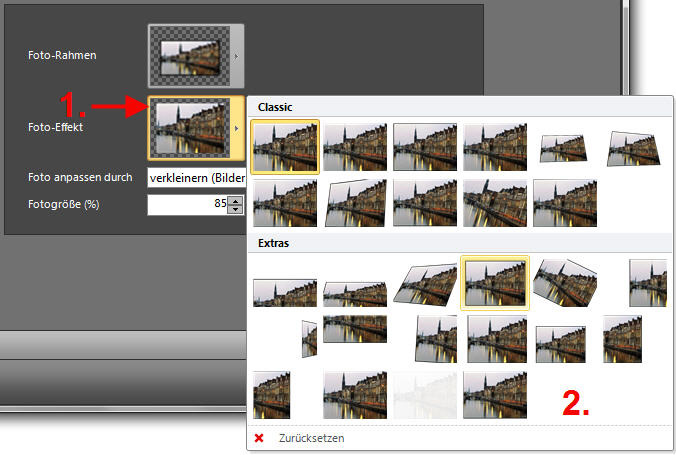 Foto-Rahmen
1.
Foto-Effekt
Classic
Foto anpassen durch
verkleinern (Bilder
Fotogröße (%)
85
Extras
2.
Zurücksetzen